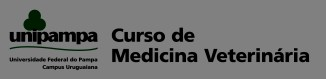 unipampa
Universidade Federal do Pampa
Campus Uruguaiana
Curso de
Medicina Veterinária